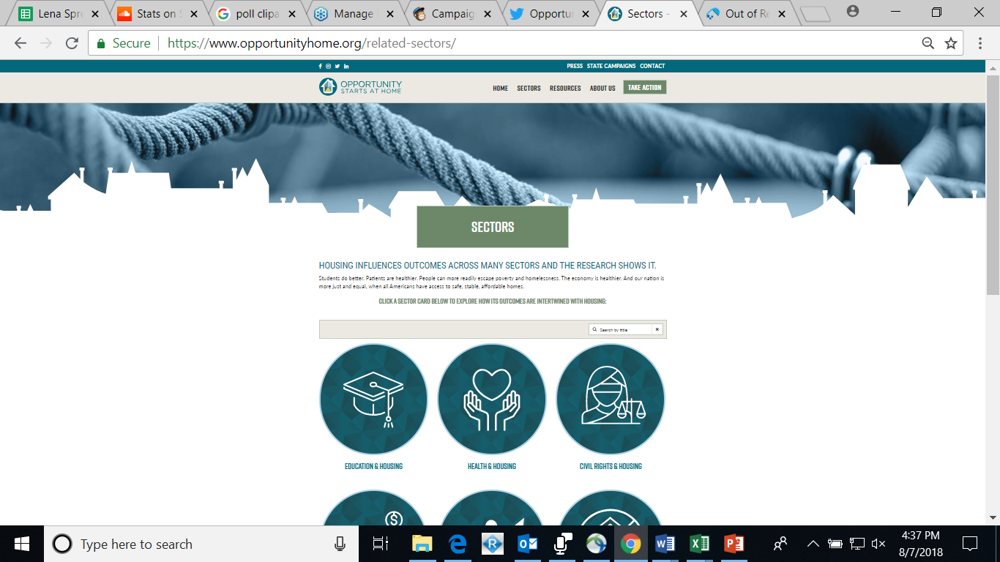 Lena Spre
Stats on S
poll clipa
Manage
Campaig
Opportu
Sectors -
Out of Re
Secure
https://www.opportunityhome.org/related-sectors/
PRESS STATE CAMPAIGNS CONTACT
OPPORTUNITY
STARTS AT HOME
HOME SECTORS RESOURCES ABOUT US TAKE ACTION
SECTORS
HOUSING INFLUENCES OUTCOMES ACROSS MANY SECTORS AND THE RESEARCH SHOWS IT.
Students do better. Patients are healthier. People can more readily escape poverty and homelessness. The economy is healthier. And our nation is
more just and equal, when all Americans have access to safe, stable, affordable homes.
CLICK A SECTOR CARD BELOW TO EXPLORE HOW ITS OUTCOMES ARE INTERTWINED WITH HOUSING:
Search by title
EDUCATION & HOUSING
HEALTH & HOUSING
CIVIL RIGHTS & HOUSING
Type here to search
4:37 PM
8/7/2018